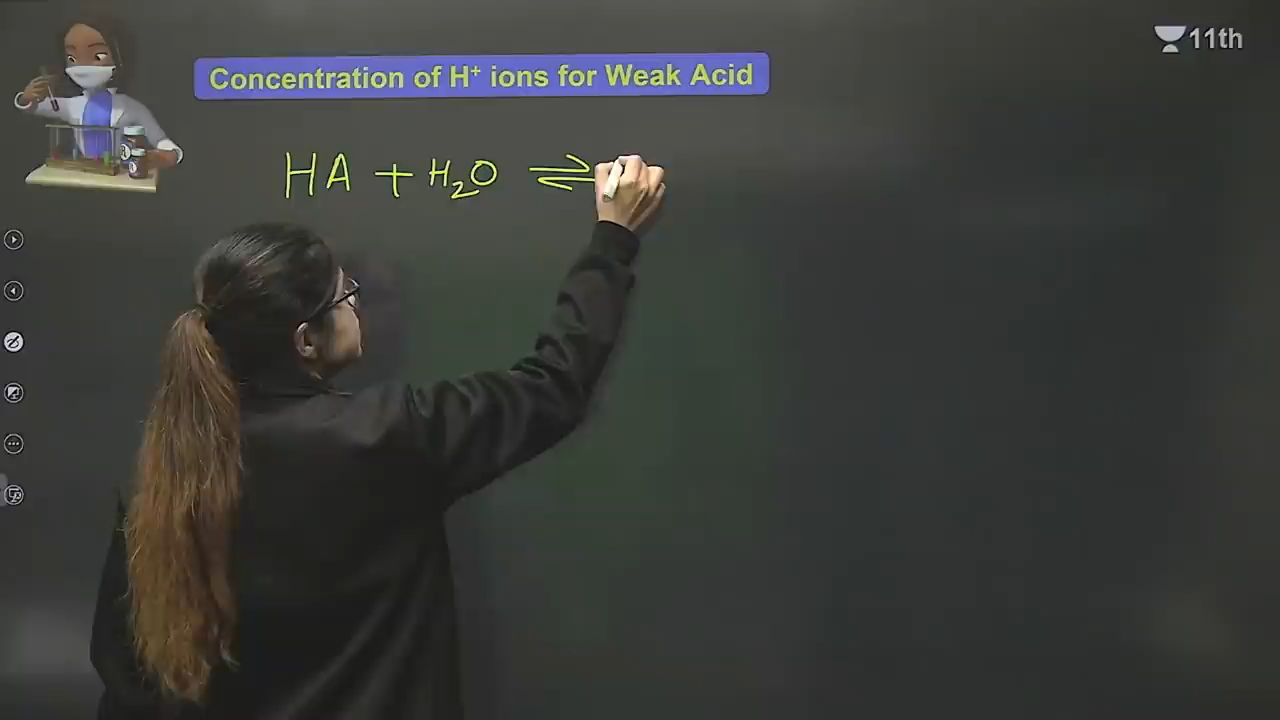 11th
Concentration of H⁺ ions for Weak Acid
HA + H₂O ⇌